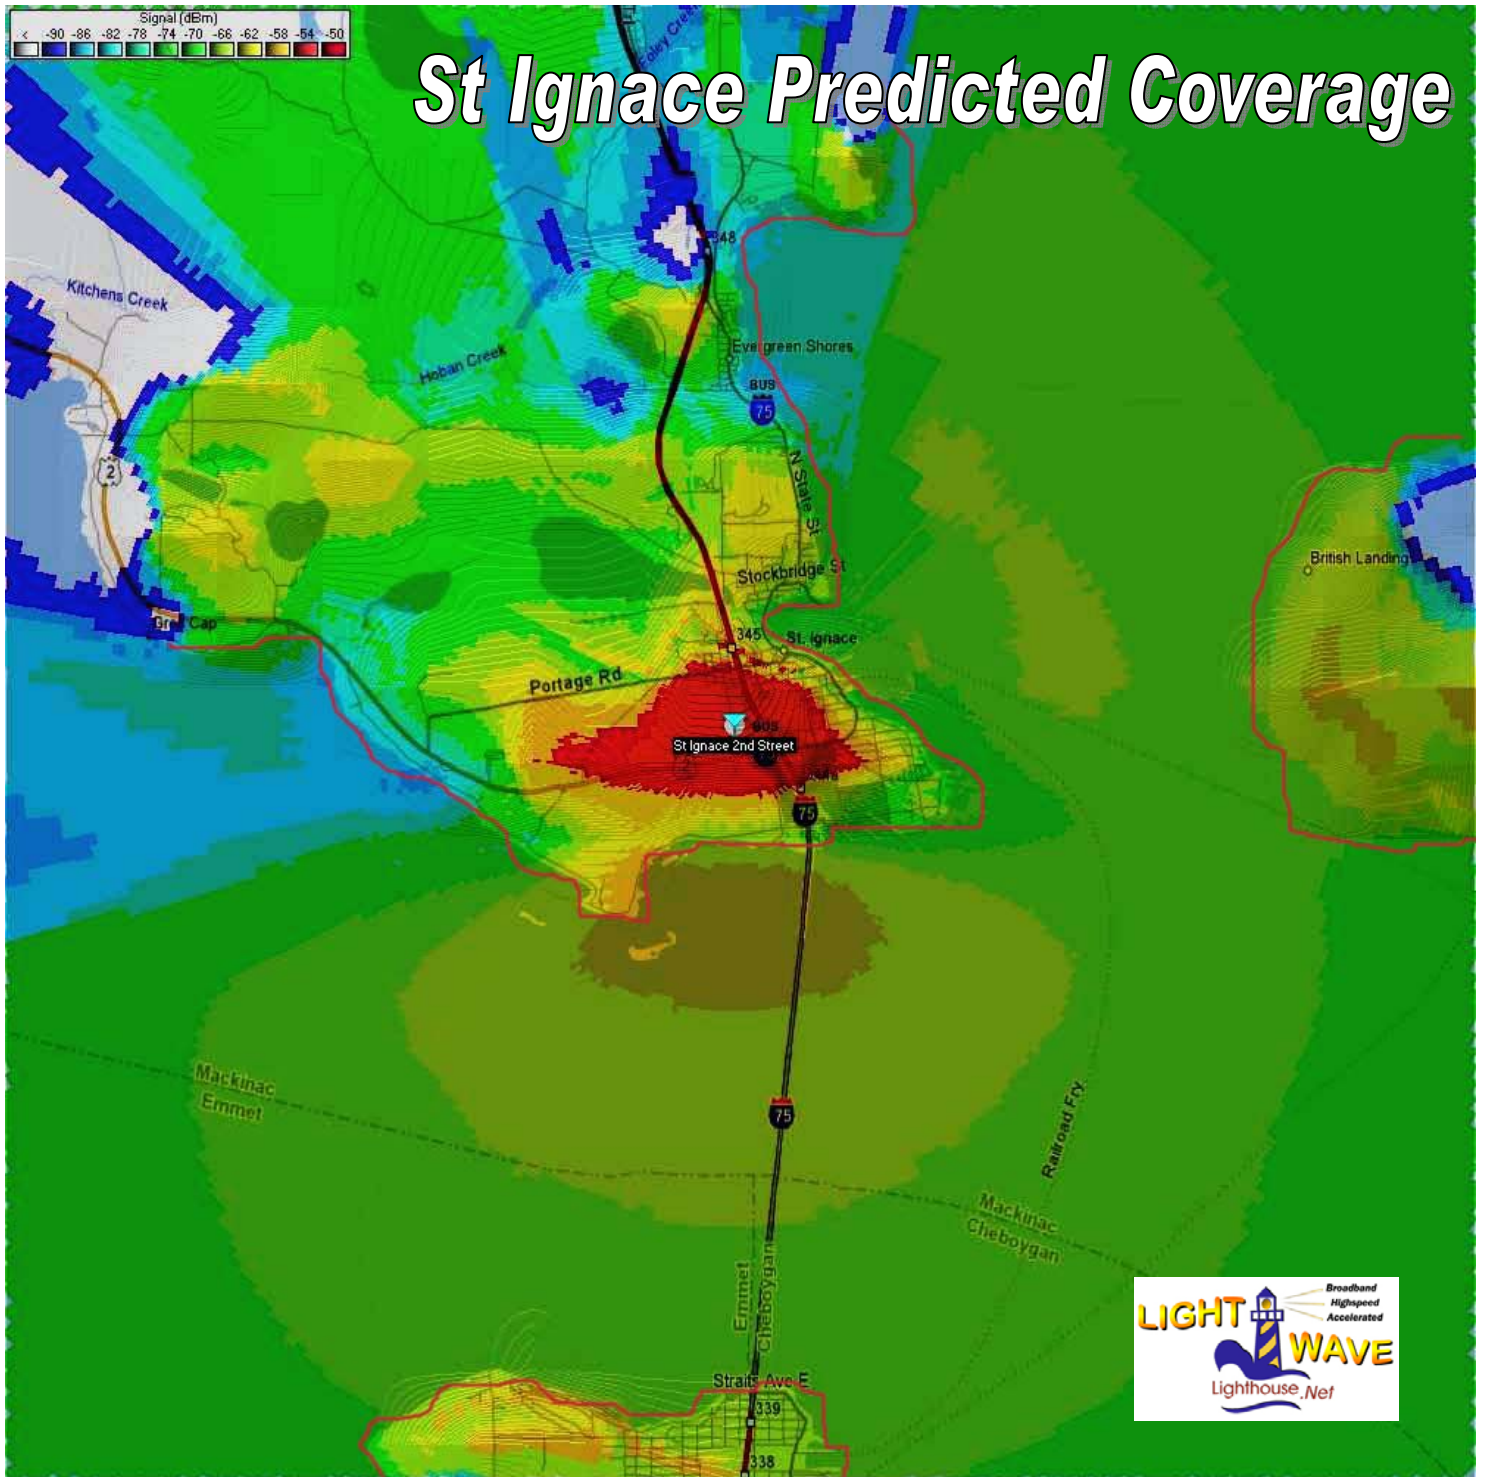 Signal (dBm)
< -90 -86 -82 -78 -74 -70 -66 -62 -58 -54 -50
St Ignace Predicted Coverage
Foley Creek
348
Kitchens Creek
Hoban Creek
Evergreen Shores
BUS
75
2
N State St
Stockbridge St
British Landing
Cap
345
St. Ignace
Portage Rd
BUS
St Ignace 2nd Street
75
Mackinac
Emmet
75
Railroad Fry
Mackinac
Cheboygan
Emmet
Cheboygan
Broadband
Highspeed
Accelerated
LIGHT
WAVE
Lighthouse.Net
Straits Ave E
339
338